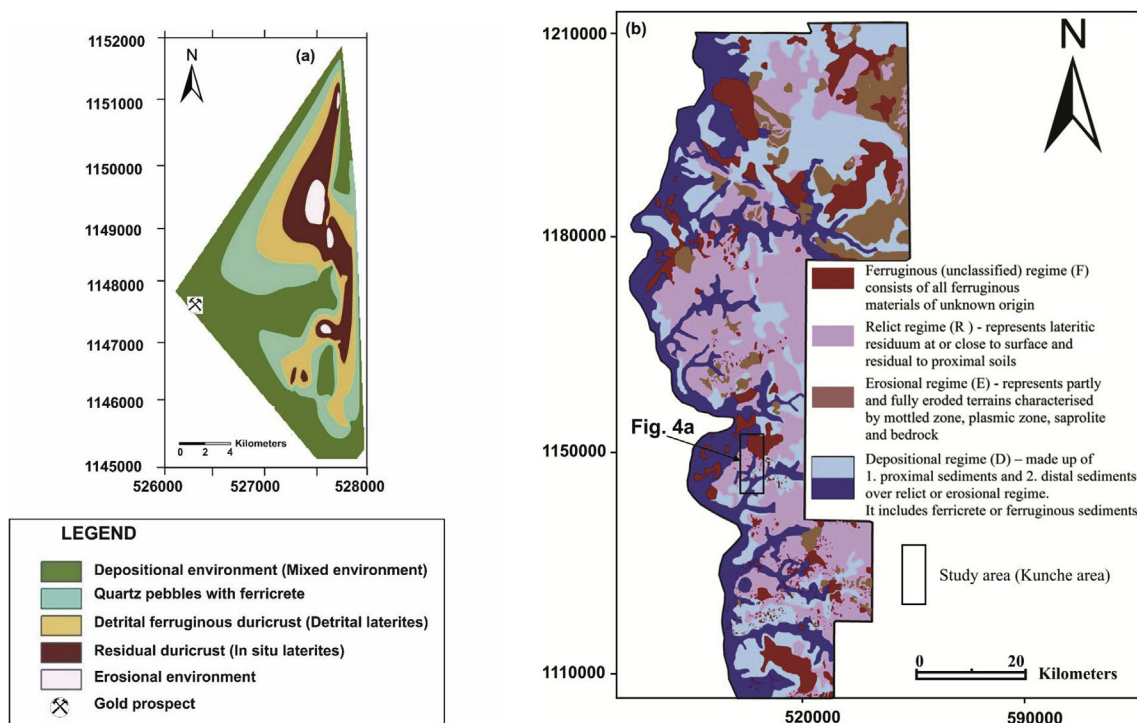 1152000
(a)
N
1151000
1150000
1149000
1148000
1147000
1146000
0 2 4
Kilometers
1145000
526000 527000 528000
LEGEND
Depositional environment (Mixed environment)
Quartz pebbles with ferricrete
Detrital ferruginous duricrust (Detrital laterites)
Residual duricrust (In situ laterites)
Erosional environment
Gold prospect
1210000
(b)
N
1180000
Ferruginous (unclassified) regime (F)
consists of all ferruginous
materials of unknown origin
Relict regime (R ) - represents lateritic
residuum at or close to surface and
residual to proximal soils
Erosional regime (E) - represents partly
and fully eroded terrains characterised
by mottled zone, plasmic zone, saprolite
and bedrock
Fig. 4a
1150000
Depositional regime (D) – made up of
1. proximal sediments and 2. distal sediments
over relict or erosional regime.
It includes ferricrete or ferruginous sediments
Study area (Kunche area)
0 20
Kilometers
1110000
520000 590000